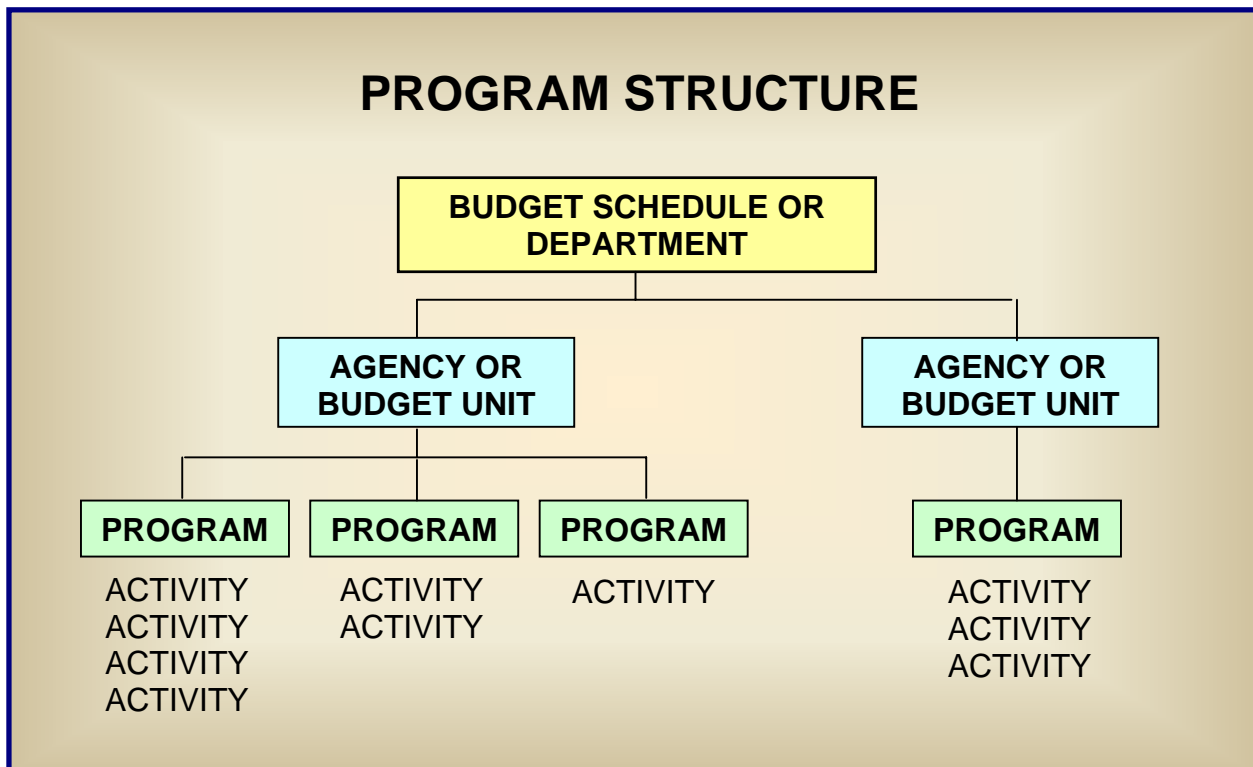 PROGRAM STRUCTURE
BUDGET SCHEDULE OR
DEPARTMENT
AGENCY OR
BUDGET UNIT
AGENCY OR
BUDGET UNIT
PROGRAM
ACTIVITY
ACTIVITY
ACTIVITY
ACTIVITY
PROGRAM
ACTIVITY
ACTIVITY
PROGRAM
ACTIVITY
PROGRAM
ACTIVITY
ACTIVITY
ACTIVITY